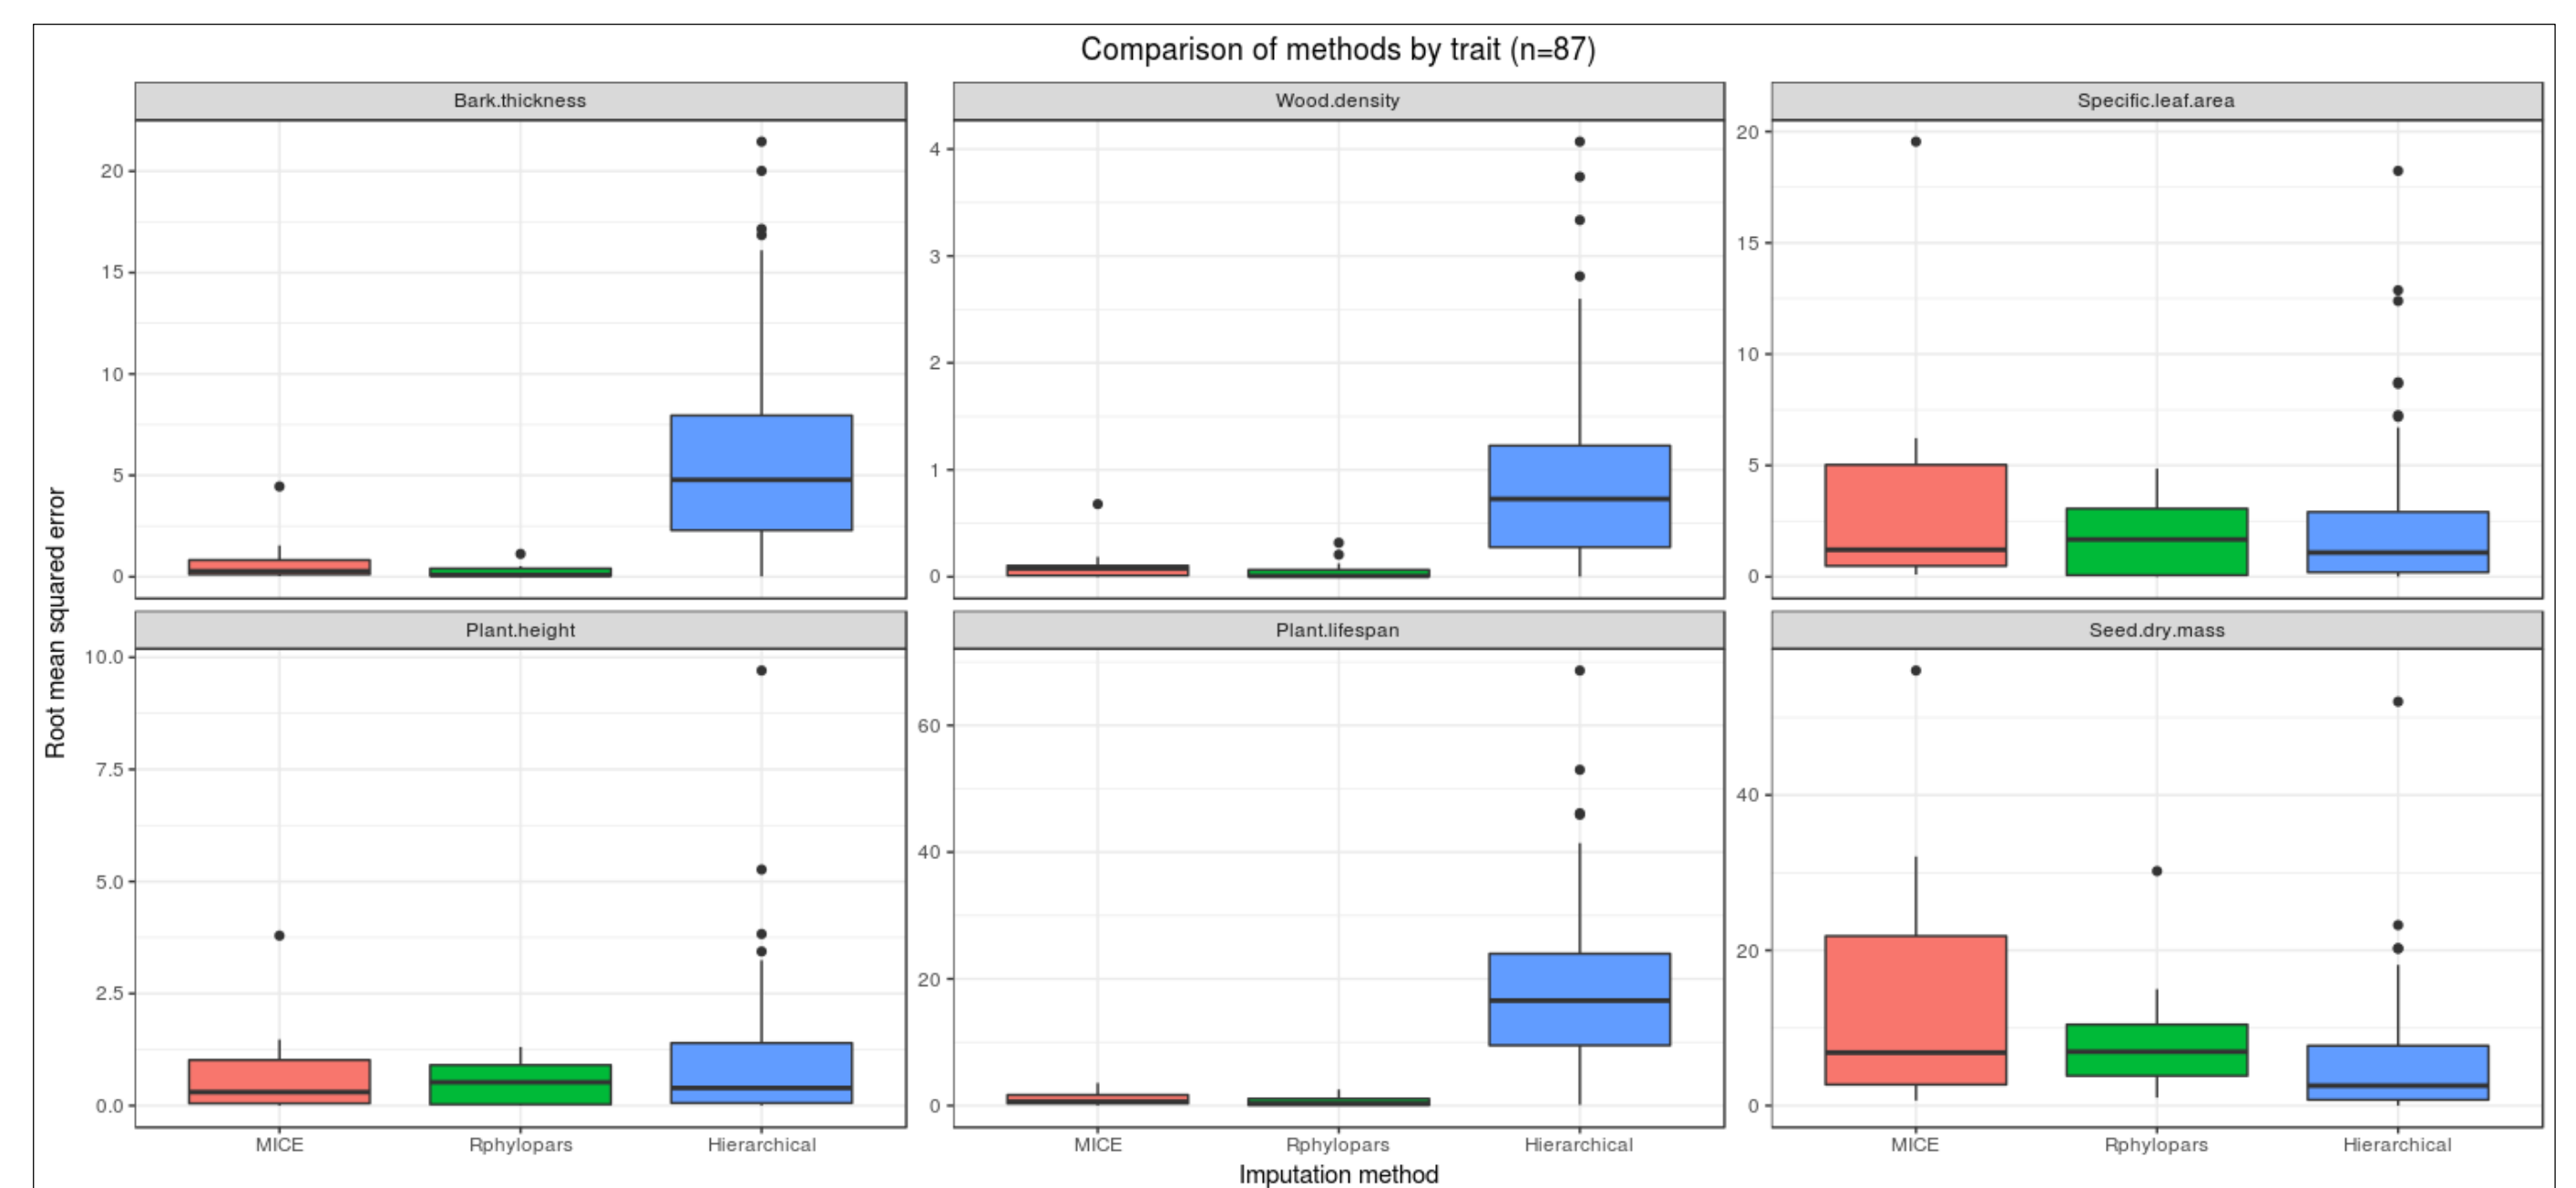 Comparison of methods by trait (n=87)
Bark.thickness
Wood.density
Specific.leaf.area
20
15
10
5
0
4
3
2
1
0
20
15
10
5
0
Root mean squared error
Plant.height
Plant.lifespan
Seed.dry.mass
10.0
7.5
5.0
2.5
0.0
60
40
20
0
40
20
0
MICE Rphylopars Hierarchical
MICE Rphylopars Hierarchical
MICE Rphylopars Hierarchical
Imputation method